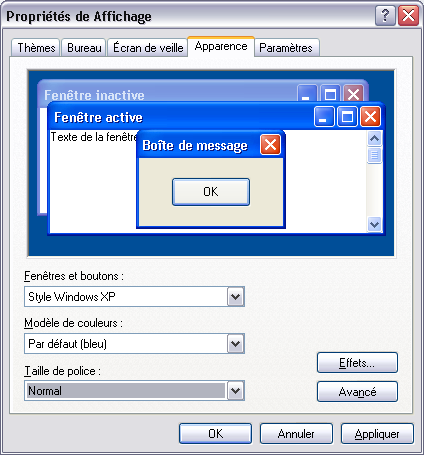 Propriétés de Affichage
Thèmes Bureau Écran de veille Apparence Paramètres
Fenêtre inactive
Fenêtre active
Texte de la fenêtre
Boîte de message
OK
Fenêtres et boutons :
Style Windows XP
Modèle de couleurs :
Par défaut (bleu)
Taille de police :
Normal
Effets...
Avancé
OK Annuler Appliquer